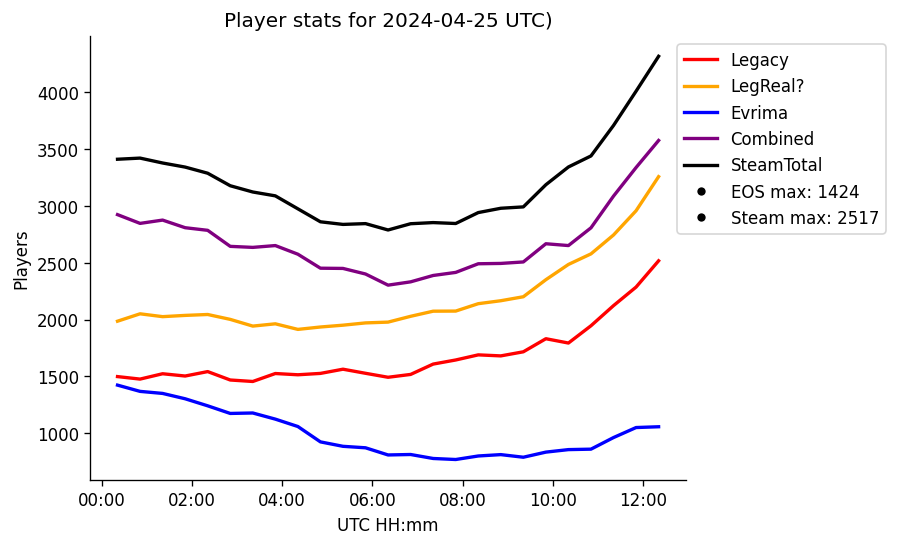 Player stats for 2024-04-25 UTC)
Players
4000
3500
3000
2500
2000
1500
1000
00:00 02:00 04:00 06:00 08:00 10:00 12:00
UTC HH:mm
Legacy
LegReal?
Evrima
Combined
SteamTotal
EOS max: 1424
Steam max: 2517